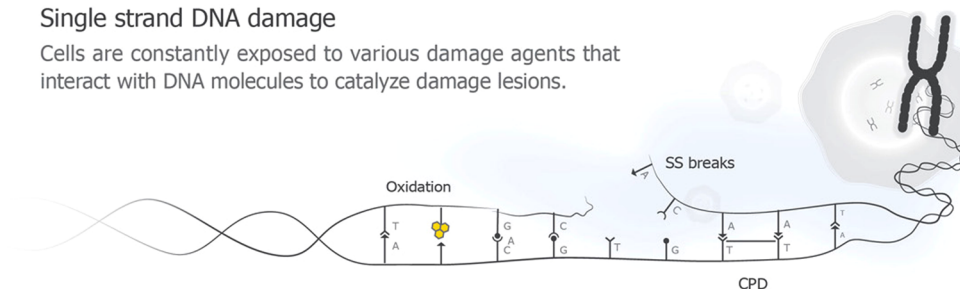 Single strand DNA damage
Cells are constantly exposed to various damage agents that
interact with DNA molecules to catalyze damage lesions.
SS breaks
Oxidation
A
C
T
A
G
A
C
C
G
T
G
A
T
A
T
T
A
CPD